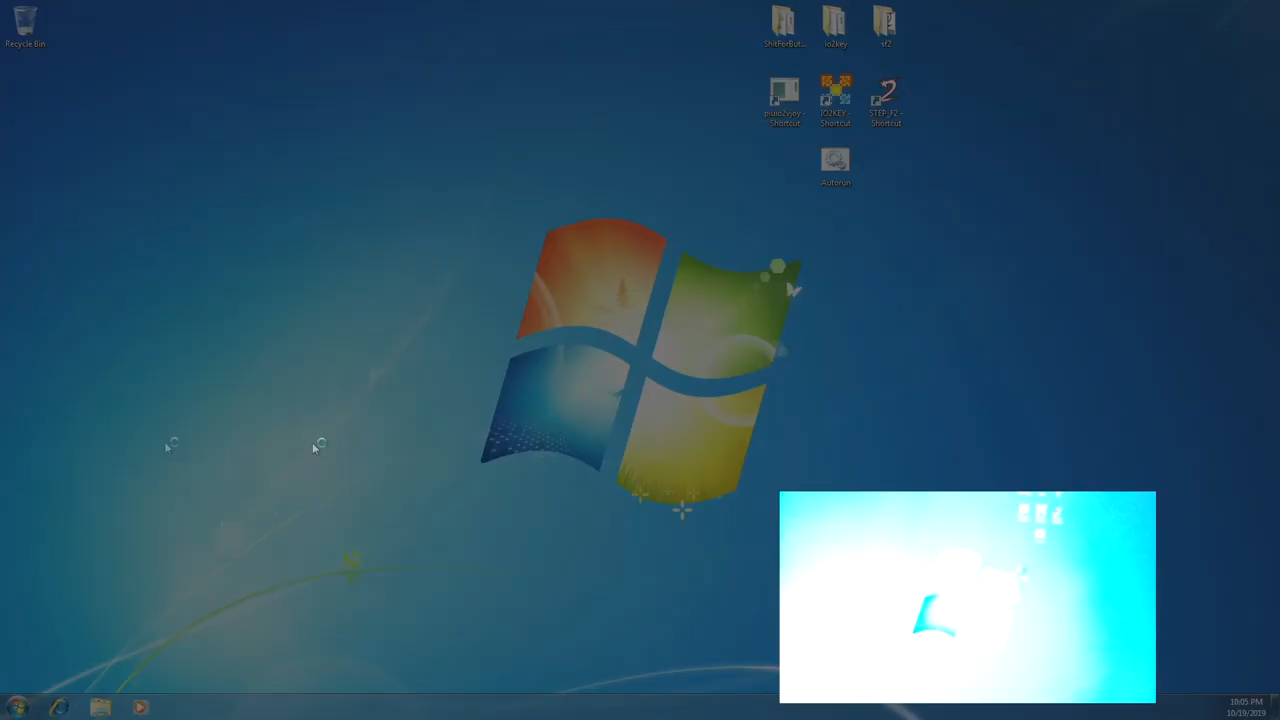 Recycle Bin
ShitForBut...
Io2key
sf2
piuio2vjoy -
Shortcut
IO2KEY -
Shortcut
STEP_F2 -
Shortcut
Autorun
10:05 PM
10/19/2019